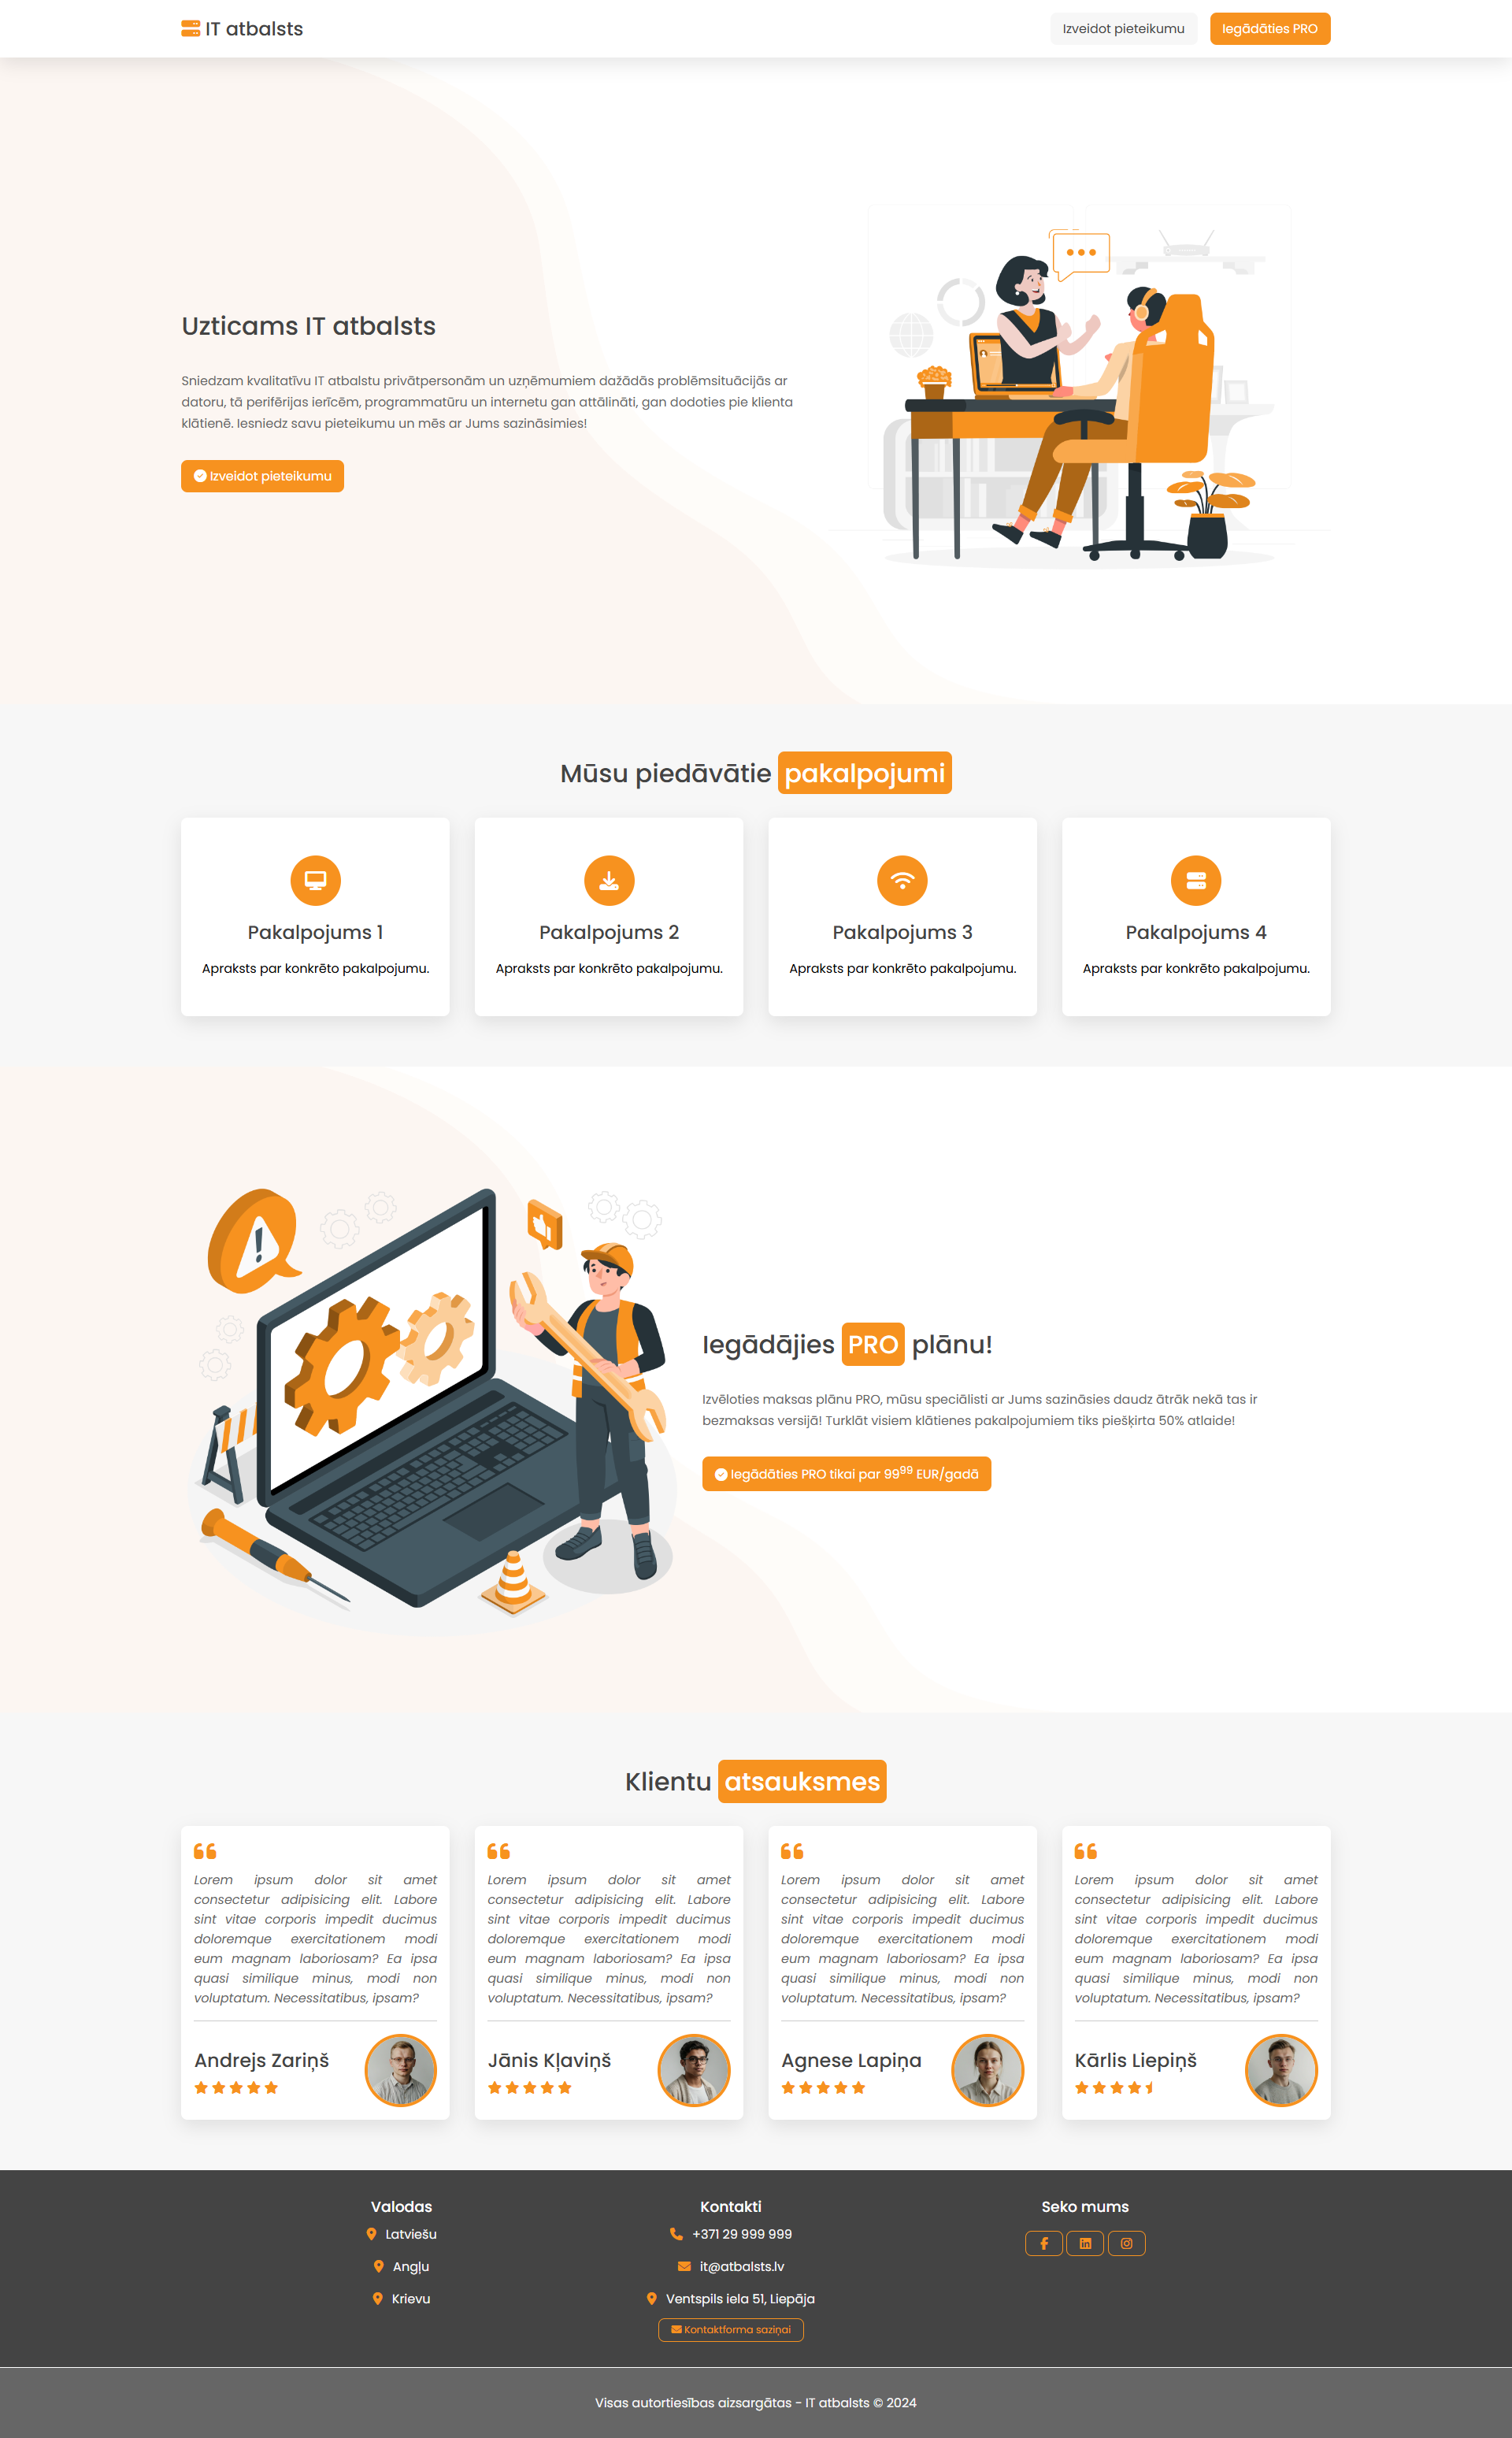 IT atbalsts
Izveidot pieteikumu
Iegādāties PRO
Uzticams IT atbalsts
Sniedzam kvalitatīvu IT atbalstu privātpersonām un uzņēmumiem dažādās problēmsituācijās ar
datoru, tā perifērijas ierīcēm, programmatūru un internetu gan attālināti, gan dodoties pie klienta
klātienē. Iesniedz savu pieteikumu un mēs ar Jums sazināsimies!
Izveidot pieteikumu
Mūsu piedāvātie pakalpojumi
Pakalpojums 1
Apraksts par konkrēto pakalpojumu.
Pakalpojums 2
Apraksts par konkrēto pakalpojumu.
Pakalpojums 3
Apraksts par konkrēto pakalpojumu.
Pakalpojums 4
Apraksts par konkrēto pakalpojumu.
Iegādājies PRO plānu!
Izvēloties maksas plānu PRO, mūsu speciālisti ar Jums sazināsies daudz ātrāk nekā tas ir
bezmaksas versijā! Turklāt visiem klātienes pakalpojumiem tiks piešķirta 50% atlaide!
Iegādāties PRO tikai par 99⁹⁹ EUR/gadā
Klientu atsauksmes
Lorem ipsum dolor sit amet
consectetur adipisicing elit. Labore
sint vitae corporis impedit ducimus
doloremque exercitationem modi
eum magnam laboriosam? Ea ipsa
quasi similique minus, modi non
voluptatum. Necessitatibus, ipsam?
Andrejs Zariņš
Lorem ipsum dolor sit amet
consectetur adipisicing elit. Labore
sint vitae corporis impedit ducimus
doloremque exercitationem modi
eum magnam laboriosam? Ea ipsa
quasi similique minus, modi non
voluptatum. Necessitatibus, ipsam?
Jānis Kļaviņš
Lorem ipsum dolor sit amet
consectetur adipisicing elit. Labore
sint vitae corporis impedit ducimus
doloremque exercitationem modi
eum magnam laboriosam? Ea ipsa
quasi similique minus, modi non
voluptatum. Necessitatibus, ipsam?
Agnese Lapiņa
Lorem ipsum dolor sit amet
consectetur adipisicing elit. Labore
sint vitae corporis impedit ducimus
doloremque exercitationem modi
eum magnam laboriosam? Ea ipsa
quasi similique minus, modi non
voluptatum. Necessitatibus, ipsam?
Kārlis Liepiņš
Valodas
Latviešu
Angļu
Krievu
Kontakti
+371 29 999 999
it@atbalsts.lv
Ventspils iela 51, Liepāja
Kontaktforma saziņai
Seko mums
Visas autortiesības aizsargātas - IT atbalsts © 2024